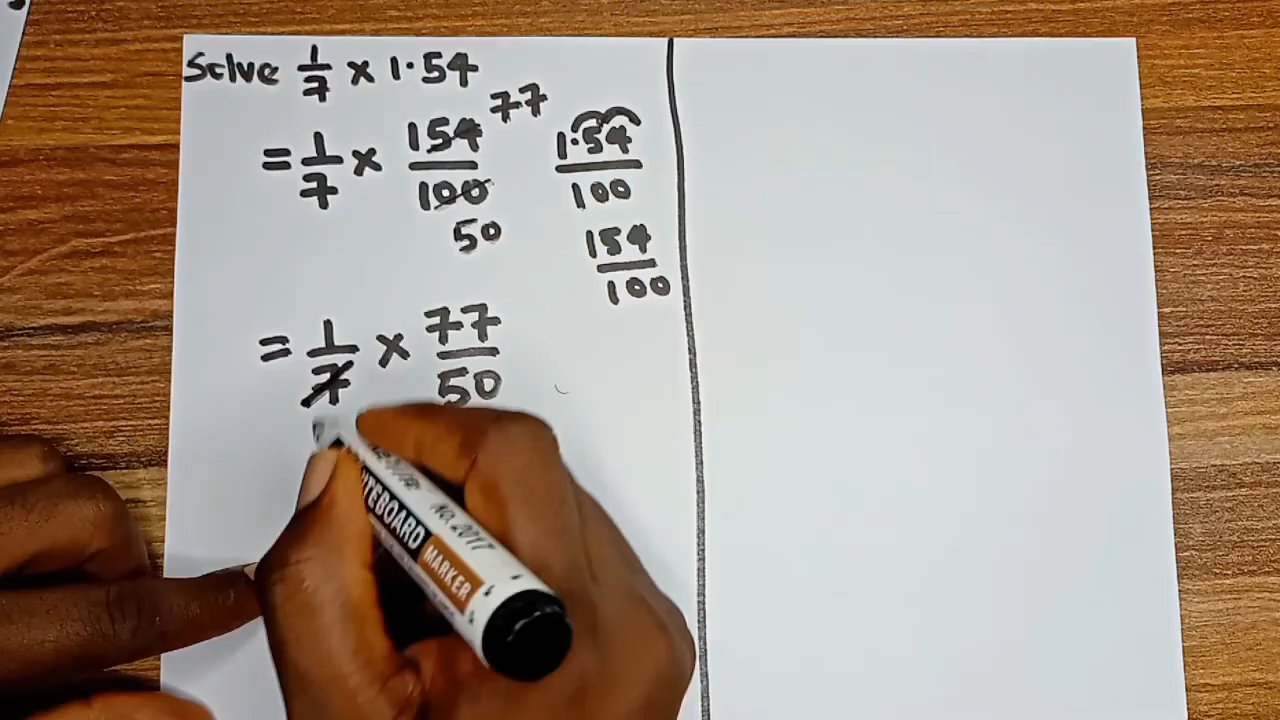 Solve 1/7 × 1.54
= 1/7 × 154/100 77
50
1.54/100
154/100
= 1/7 × 77/50
No. 2017
WHITEBOARD MARKER